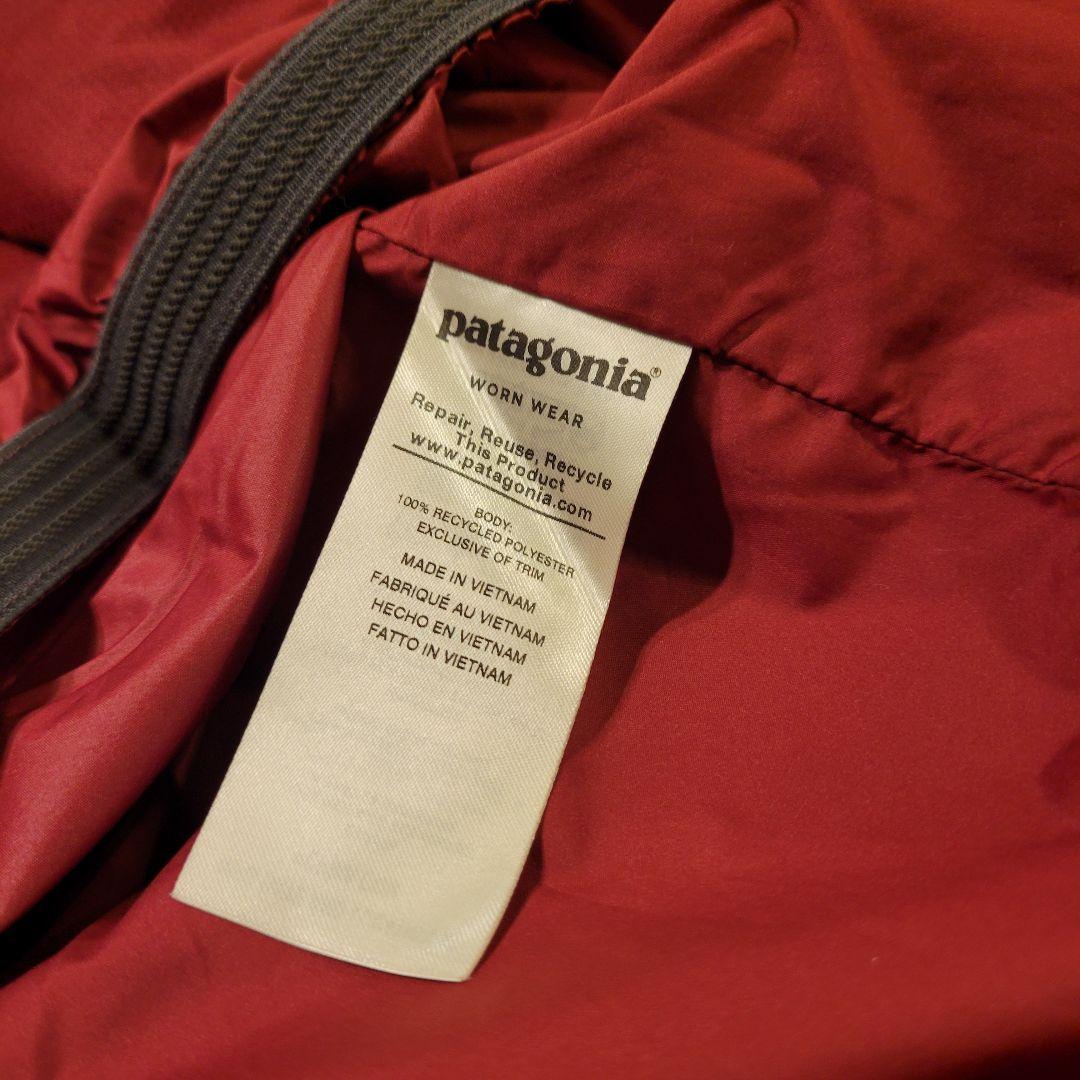 patagonia®
WORN WEAR
Repair, Reuse, Recycle
This Product
www.patagonia.com
BODY:
100% RECYCLED POLYESTER
EXCLUSIVE OF TRIM
MADE IN VIETNAM
FABRIQUÉ AU VIETNAM
HECHO EN VIETNAM
FATTO IN VIETNAM